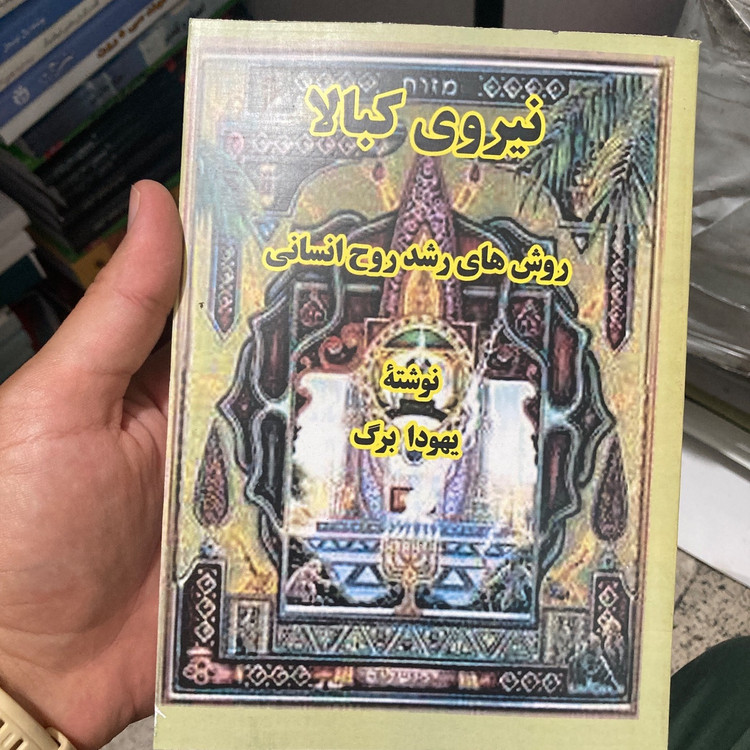 מזרח
نیروی کبالا
روش های رشد روح انسانی
نوشتهٔ
یهودا برگ